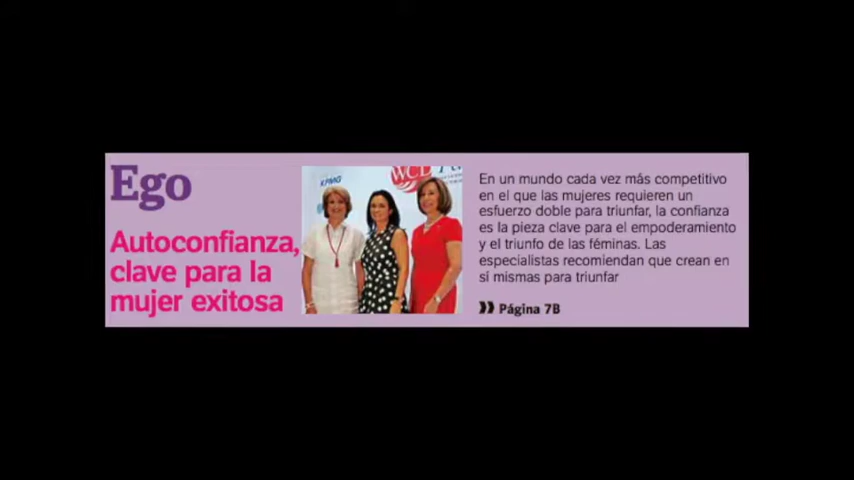 Ego
Autoconfianza,
clave para la
mujer exitosa
KPMG
WCD
En un mundo cada vez más competitivo
en el que las mujeres requieren un
esfuerzo doble para triunfar, la confianza
es la pieza clave para el empoderamiento
y el triunfo de las féminas. Las
especialistas recomiendan que crean en
sí mismas para triunfar
Página 7B